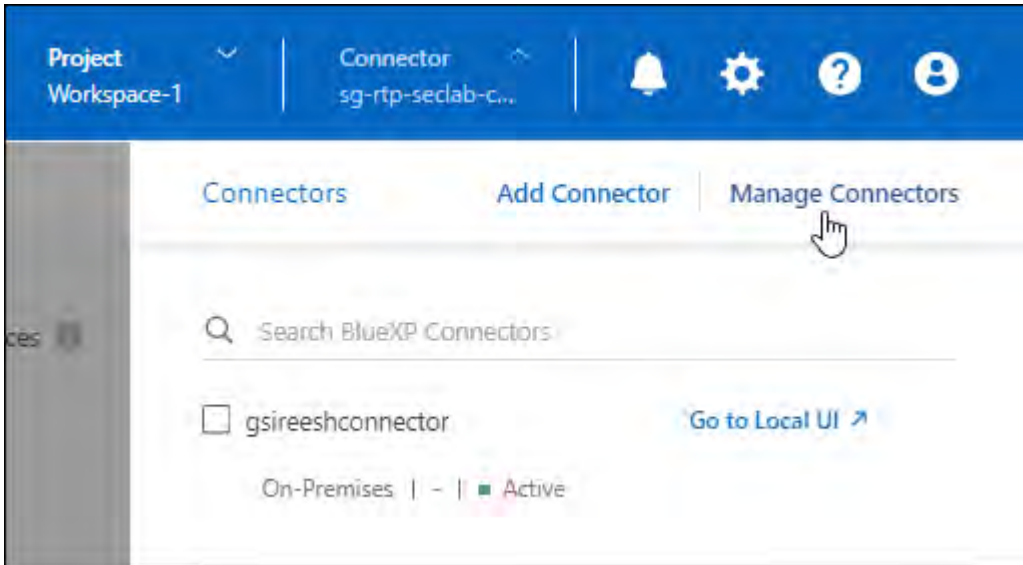 Project
Workspace-1
Connector
sg-rtp-seclab-c...
Connectors
Add Connector
Manage Connectors
ces
Search BlueXP Connectors
gsireeshconnector
Go to Local UI
On-Premises | - | Active